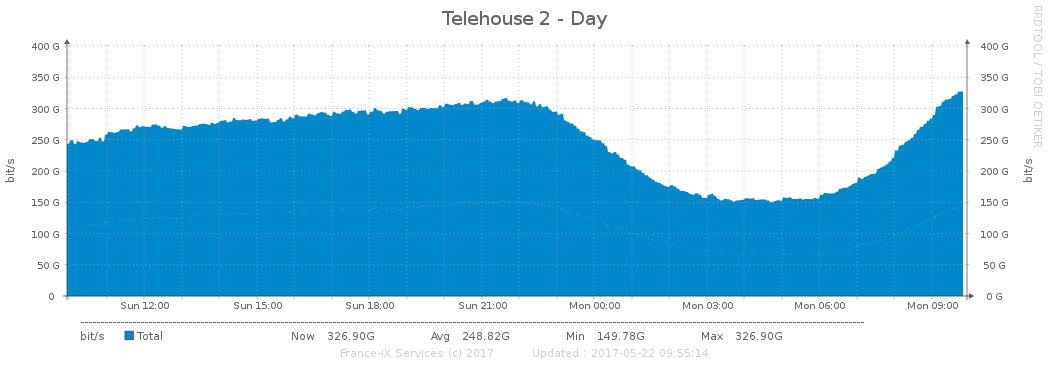 Telehouse 2 - Day
RRDTOOL / TOBI OETIKER
bit/s
400 G 400 G
350 G 350 G
300 G 300 G
250 G 250 G
200 G 200 G
150 G 150 G
100 G 100 G
50 G 50 G
0 0 G
bit/s
Sun 12:00 Sun 15:00 Sun 18:00 Sun 21:00 Mon 00:00 Mon 03:00 Mon 06:00 Mon 09:00
bit/s Total Now 326.90G Avg 248.82G Min 149.78G Max 326.90G
France-IX Services (c) 2017 Updated : 2017-05-22 09:55:14